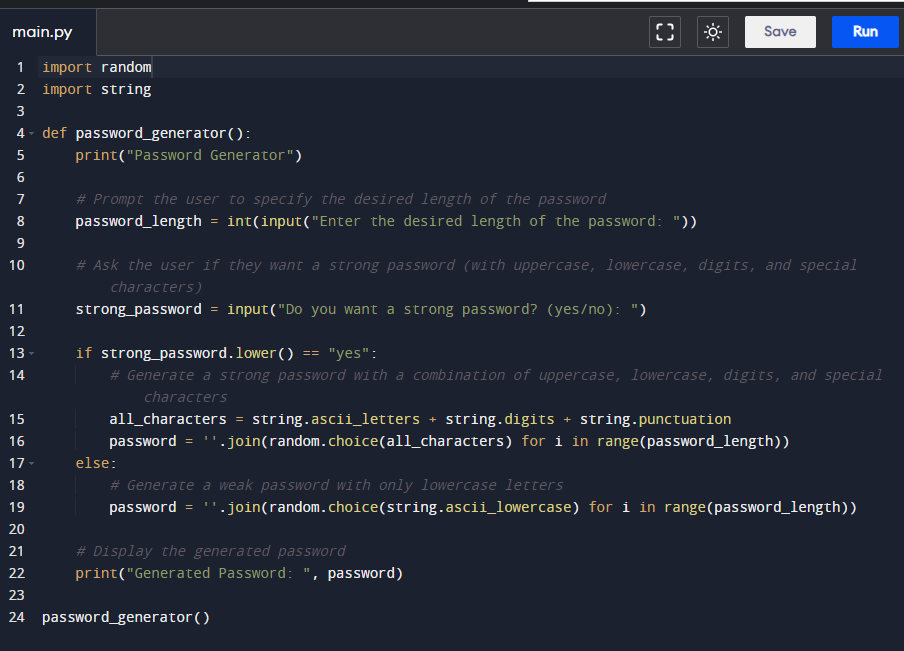 main.py
Save
Run
1 import random
2 import string
3
4 def password_generator():
5     print("Password Generator")
6
7     # Prompt the user to specify the desired length of the password
8     password_length = int(input("Enter the desired length of the password: "))
9
10     # Ask the user if they want a strong password (with uppercase, lowercase, digits, and special
characters)
11     strong_password = input("Do you want a strong password? (yes/no): ")
12
13     if strong_password.lower() == "yes":
14         # Generate a strong password with a combination of uppercase, lowercase, digits, and special
characters
15         all_characters = string.ascii_letters + string.digits + string.punctuation
16         password = ''.join(random.choice(all_characters) for i in range(password_length))
17     else:
18         # Generate a weak password with only lowercase letters
19         password = ''.join(random.choice(string.ascii_lowercase) for i in range(password_length))
20
21     # Display the generated password
22     print("Generated Password: ", password)
23
24 password_generator()